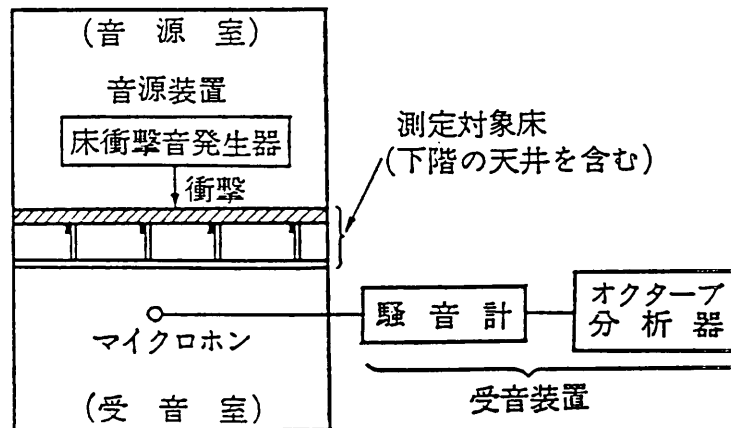 (音源室)
音源装置
床衝撃音発生器
衝撃
測定対象床
(下階の天井を含む)
マイクロホン
騒音計
オクターブ
分析器
受音装置
(受音室)